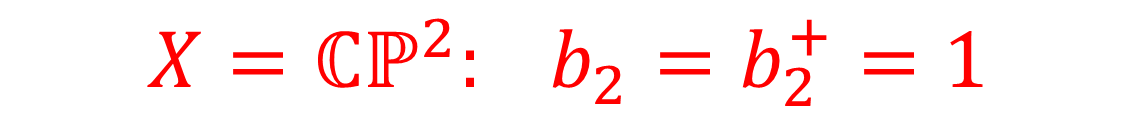 𝑋 = ℂℙ²: 𝑏₂ = 𝑏₂⁺ = 1